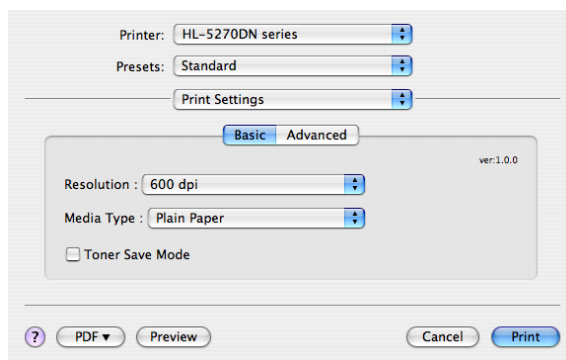 Printer: HL-5270DN series
Presets: Standard
Print Settings
Basic Advanced
ver:1.0.0
Resolution : 600 dpi
Media Type : Plain Paper
Toner Save Mode
? PDF ▼ Preview Cancel Print